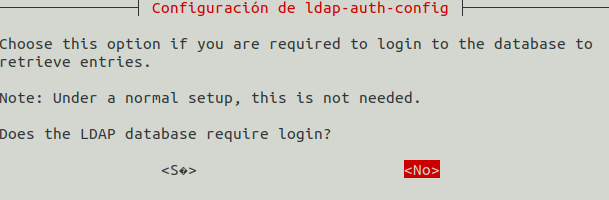 Configuración de ldap-auth-config
Choose this option if you are required to login to the database to
retrieve entries.
Note: Under a normal setup, this is not needed.
Does the LDAP database require login?
<S�> <No>